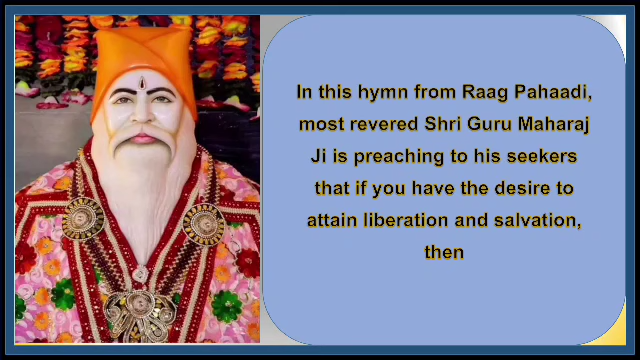 In this hymn from Raag Pahaadi,
most revered Shri Guru Maharaj
Ji is preaching to his seekers
that if you have the desire to
attain liberation and salvation,
then